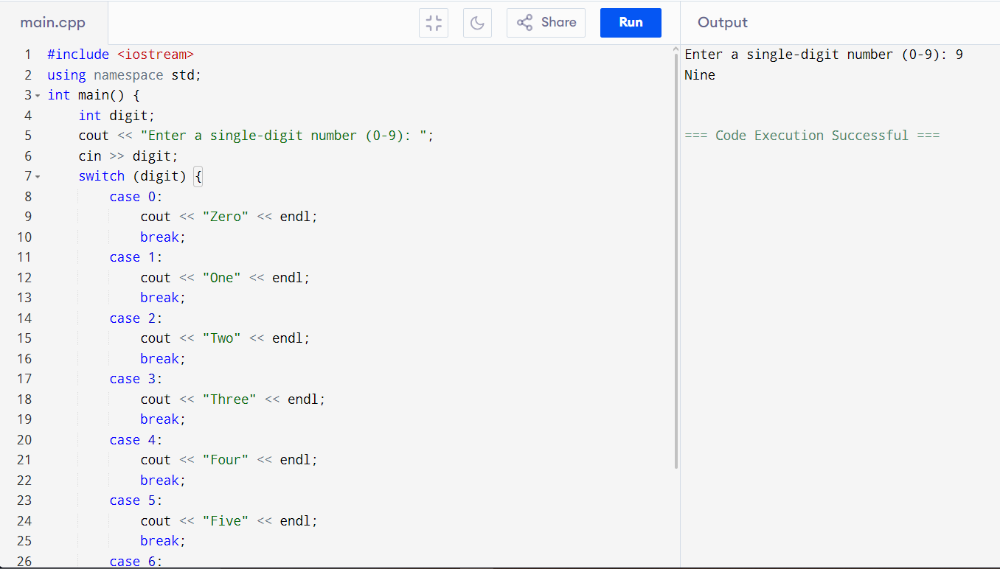 main.cpp
Share
Run
Output
1 #include <iostream>
2 using namespace std;
3 int main() {
4     int digit;
5     cout << "Enter a single-digit number (0-9): ";
6     cin >> digit;
7     switch (digit) {
8         case 0:
9             cout << "Zero" << endl;
10             break;
11         case 1:
12             cout << "One" << endl;
13             break;
14         case 2:
15             cout << "Two" << endl;
16             break;
17         case 3:
18             cout << "Three" << endl;
19             break;
20         case 4:
21             cout << "Four" << endl;
22             break;
23         case 5:
24             cout << "Five" << endl;
25             break;
26         case 6:
Enter a single-digit number (0-9): 9
Nine
=== Code Execution Successful ===